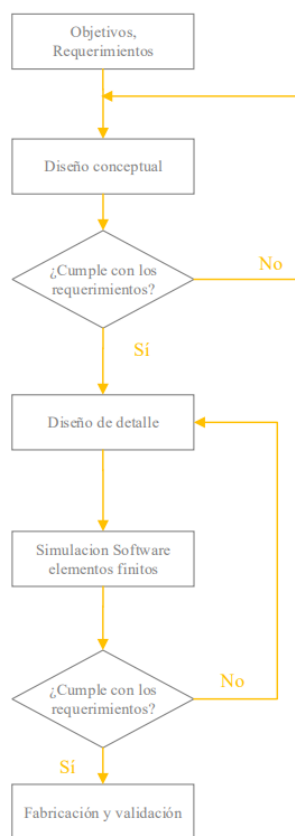 Objetivos,
Requerimientos
Diseño conceptual
¿Cumple con los
requerimientos?
No
Sí
Diseño de detalle
Simulacion Software
elementos finitos
¿Cumple con los
requerimientos?
No
Sí
Fabricación y validación